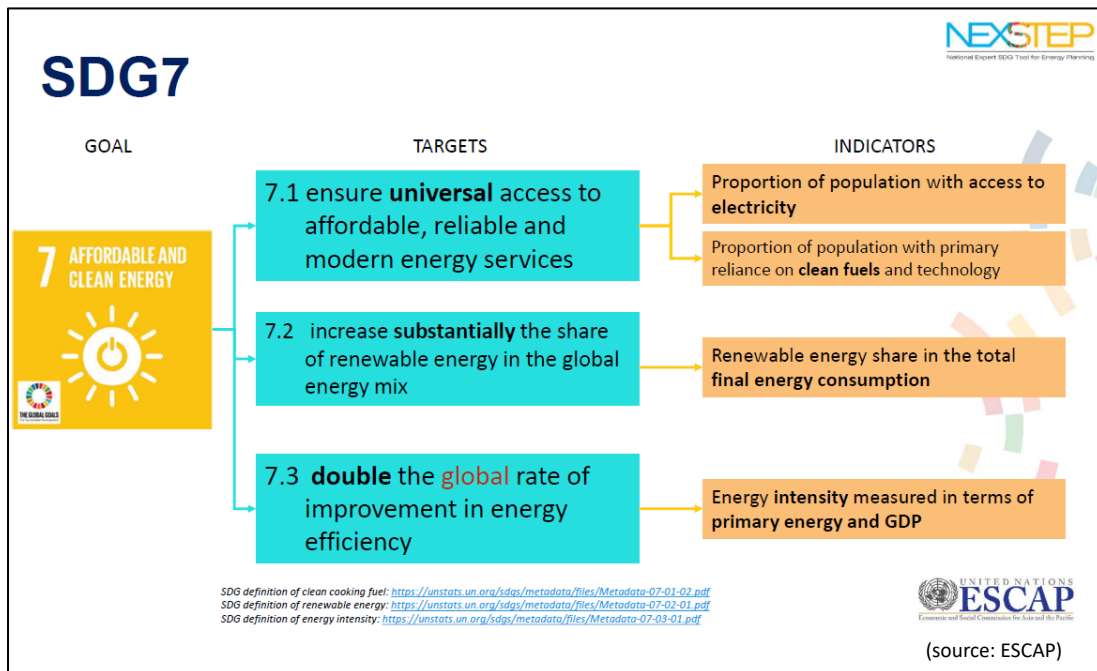 NEXSTEP
National Expert SDG Tool for Energy Planning
SDG7
GOAL
TARGETS
INDICATORS
7 AFFORDABLE AND
CLEAN ENERGY
THE GLOBAL GOALS
For Sustainable Development
7.1 ensure universal access to
affordable, reliable and
modern energy services
Proportion of population with access to
electricity
Proportion of population with primary
reliance on clean fuels and technology
7.2 increase substantially the share
of renewable energy in the global
energy mix
Renewable energy share in the total
final energy consumption
7.3 double the global rate of
improvement in energy
efficiency
Energy intensity measured in terms of
primary energy and GDP
SDG definition of clean cooking fuel: https://unstats.un.org/sdgs/metadata/files/Metadata-07-01-02.pdf
SDG definition of renewable energy: https://unstats.un.org/sdgs/metadata/files/Metadata-07-02-01.pdf
SDG definition of energy intensity: https://unstats.un.org/sdgs/metadata/files/Metadata-07-03-01.pdf
UNITED NATIONS
ESCAP
Economic and Social Commission for Asia and the Pacific
(source: ESCAP)